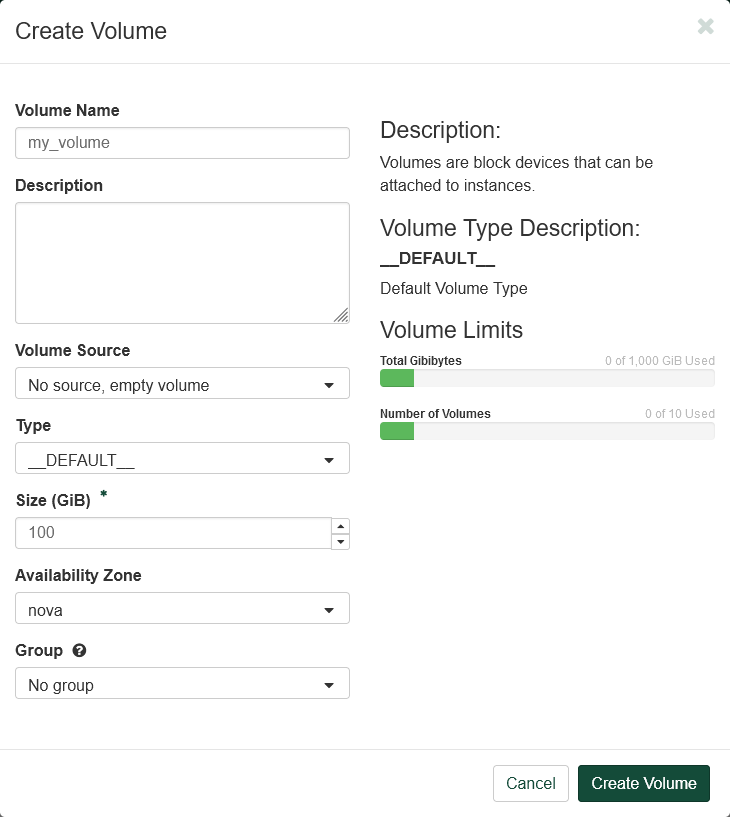 Create Volume
Volume Name
my_volume
Description
Volume Source
No source, empty volume
Type
__DEFAULT__
Size (GiB) *
100
Availability Zone
nova
Group
No group
Description:
Volumes are block devices that can be
attached to instances.
Volume Type Description:
__DEFAULT__
Default Volume Type
Volume Limits
Total Gibibytes 0 of 1,000 GiB Used
Number of Volumes 0 of 10 Used
Cancel
Create Volume